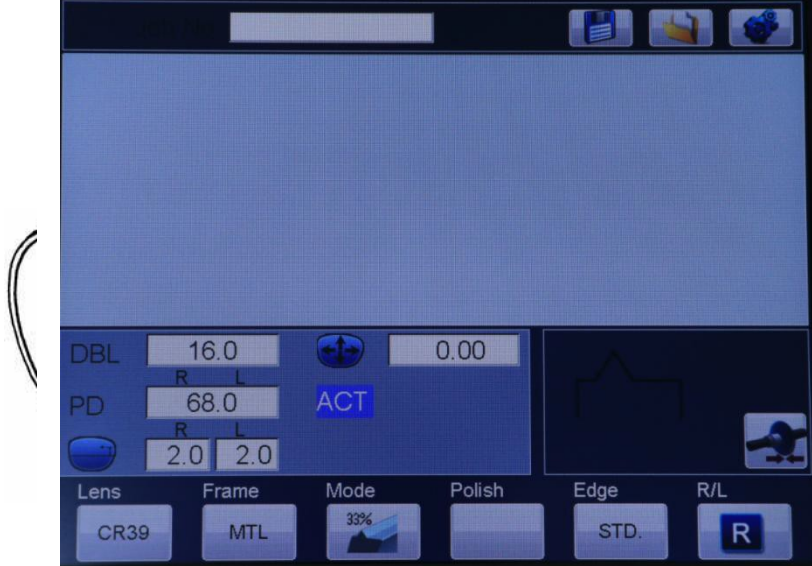 DBL 16.0 0.00
R L
PD 68.0 ACT
R L
2.0 2.0
Lens Frame Mode Polish Edge R/L
CR39 MTL 33% STD. R